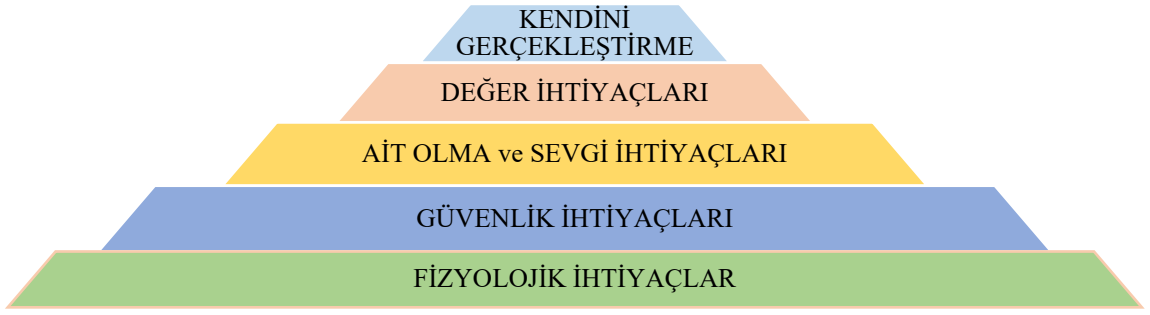 KENDİNİ
GERÇEKLEŞTİRME
DEĞER İHTİYAÇLARI
AİT OLMA ve SEVGİ İHTİYAÇLARI
GÜVENLİK İHTİYAÇLARI
FİZYOLOJİK İHTİYAÇLAR